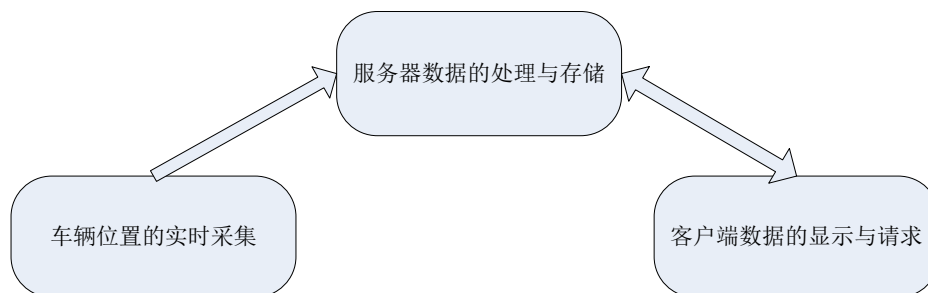 服务器数据的处理与存储
车辆位置的实时采集
客户端数据的显示与请求